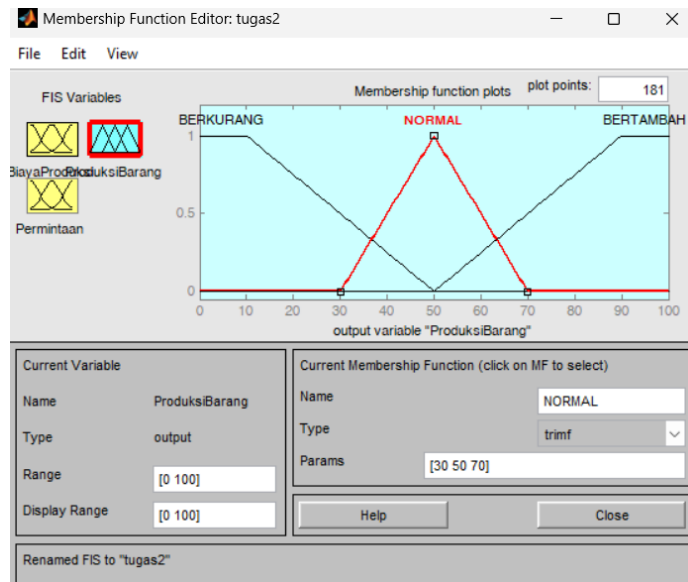 Membership Function Editor: tugas2
File Edit View
FIS Variables
Membership function plots
plot points: 181
BiayaProduksi
ProduksiBarang
Permintaan
BERKURANG NORMAL BERTAMBAH
1
0.5
0
0 10 20 30 40 50 60 70 80 90 100
output variable "ProduksiBarang"
Current Variable
Name ProduksiBarang
Type output
Range [0 100]
Display Range [0 100]
Current Membership Function (click on MF to select)
Name NORMAL
Type trimf
Params [30 50 70]
Help Close
Renamed FIS to "tugas2"